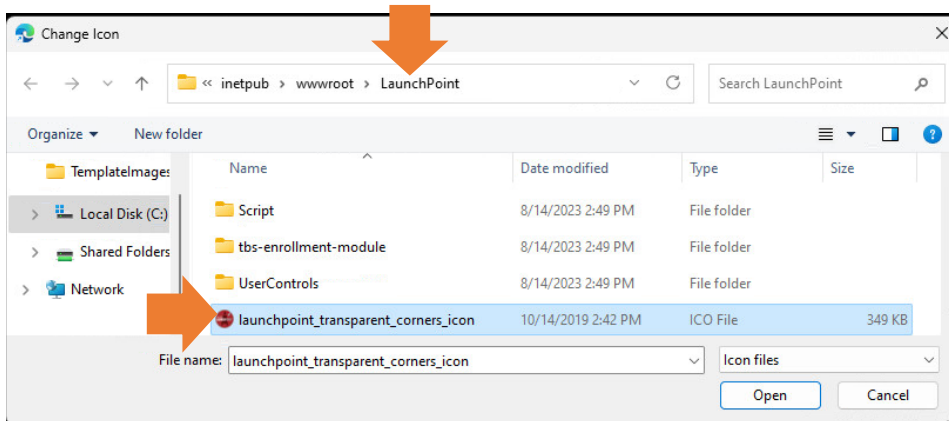 Change Icon
« inetpub › wwwroot › LaunchPoint
Search LaunchPoint
Organize New folder
Name Date modified Type Size
TemplateImages
Local Disk (C:)
Shared Folders
Network
Script 8/14/2023 2:49 PM File folder
tbs-enrollment-module 8/14/2023 2:49 PM File folder
UserControls 8/14/2023 2:49 PM File folder
launchpoint_transparent_corners_icon 10/14/2019 2:42 PM ICO File 349 KB
File name: launchpoint_transparent_corners_icon Icon files
Open Cancel